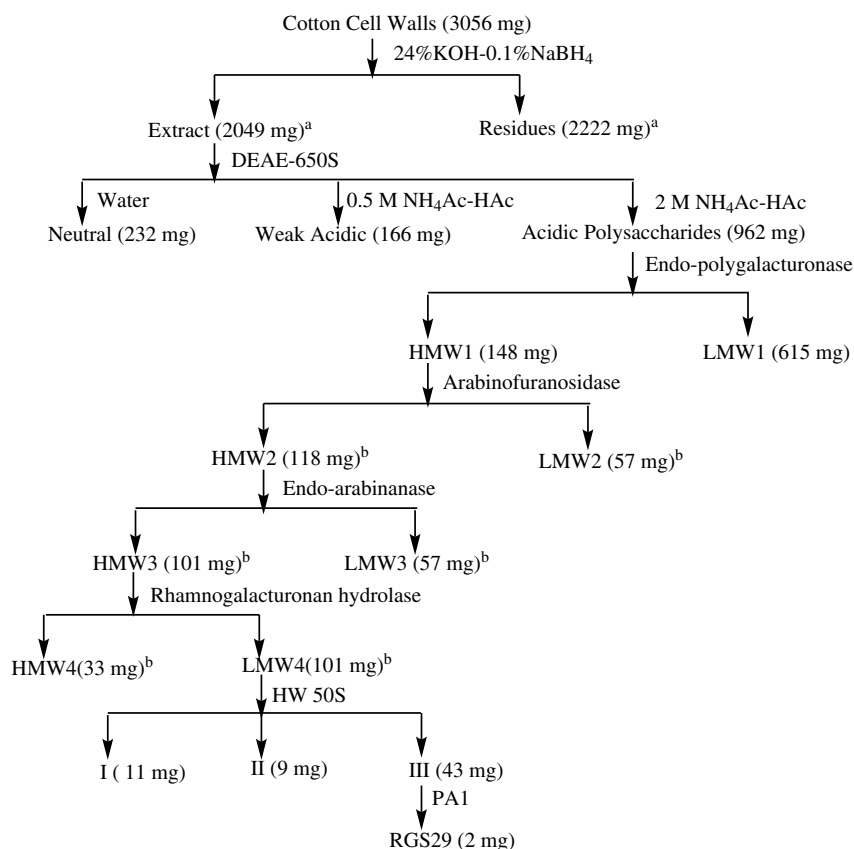 Cotton Cell Walls (3056 mg)
24%KOH-0.1%NaBH₄
Extract (2049 mg)ᵃ
Residues (2222 mg)ᵃ
DEAE-650S
Water
0.5 M NH₄Ac-HAc
2 M NH₄Ac-HAc
Neutral (232 mg)
Weak Acidic (166 mg)
Acidic Polysaccharides (962 mg)
Endo-polygalacturonase
HMW1 (148 mg)
LMW1 (615 mg)
Arabinofuranosidase
HMW2 (118 mg)ᵇ
LMW2 (57 mg)ᵇ
Endo-arabinanase
HMW3 (101 mg)ᵇ
LMW3 (57 mg)ᵇ
Rhamnogalacturonan hydrolase
HMW4(33 mg)ᵇ
LMW4(101 mg)ᵇ
HW 50S
I ( 11 mg)
II (9 mg)
III (43 mg)
PA1
RGS29 (2 mg)